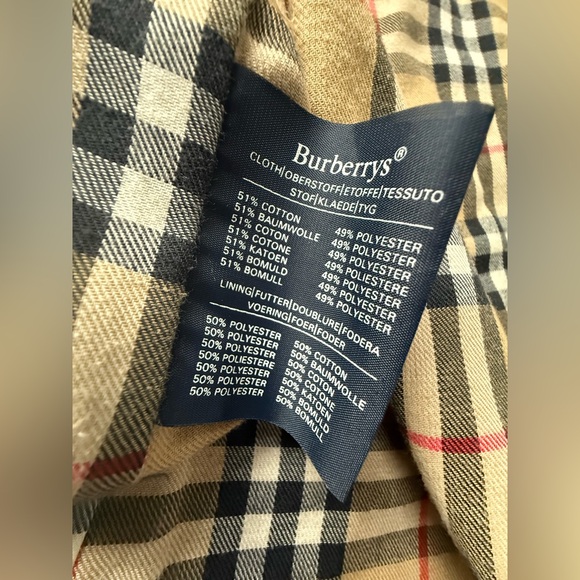 Burberrys®
CLOTH|OBERSTOFF|ETOFFE|TESSUTO
STOF|KLAEDE|TYG
51% COTTON 49% POLYESTER
51% BAUMWOLLE 49% POLYESTER
51% COTON 49% POLYESTER
51% COTONE 49% POLIESTERE
51% KATOEN 49% POLYESTER
51% BOMULD 49% POLYESTER
51% BOMULL 49% POLYESTER
LINING|FUTTER|DOUBLURE|FODERA
VOERING|FOER|FODER
50% POLYESTER 50% COTTON
50% POLYESTER 50% BAUMWOLLE
50% POLYESTER 50% COTON
50% POLIESTERE 50% COTONE
50% POLYESTER 50% KATOEN
50% POLYESTER 50% BOMULD
50% POLYESTER 50% BOMULL